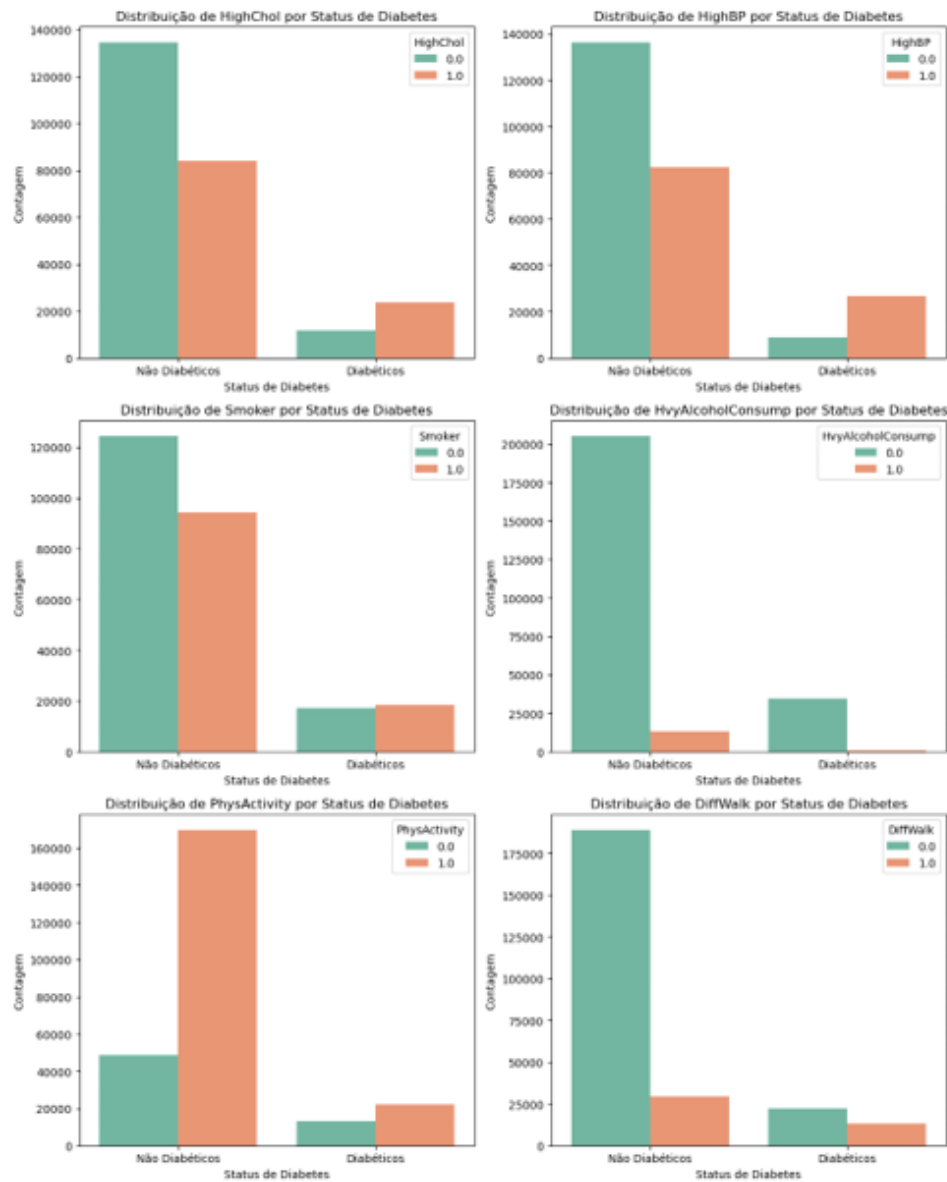 Distribuição de HighChol por Status de Diabetes
HighChol
0.0
1.0
140000
120000
100000
80000
60000
40000
20000
0
Contagem
Não Diabéticos
Diabéticos
Status de Diabetes
Distribuição de HighBP por Status de Diabetes
HighBP
0.0
1.0
140000
120000
100000
80000
60000
40000
20000
0
Contagem
Não Diabéticos
Diabéticos
Status de Diabetes
Distribuição de Smoker por Status de Diabetes
Smoker
0.0
1.0
120000
100000
80000
60000
40000
20000
0
Contagem
Não Diabéticos
Diabéticos
Status de Diabetes
Distribuição de HvyAlcoholConsump por Status de Diabetes
HvyAlcoholConsump
0.0
1.0
200000
175000
150000
125000
100000
75000
50000
25000
0
Contagem
Não Diabéticos
Diabéticos
Status de Diabetes
Distribuição de PhysActivity por Status de Diabetes
PhysActivity
0.0
1.0
160000
140000
120000
100000
80000
60000
40000
20000
0
Contagem
Não Diabéticos
Diabéticos
Status de Diabetes
Distribuição de DiffWalk por Status de Diabetes
DiffWalk
0.0
1.0
175000
150000
125000
100000
75000
50000
25000
0
Contagem
Não Diabéticos
Diabéticos
Status de Diabetes